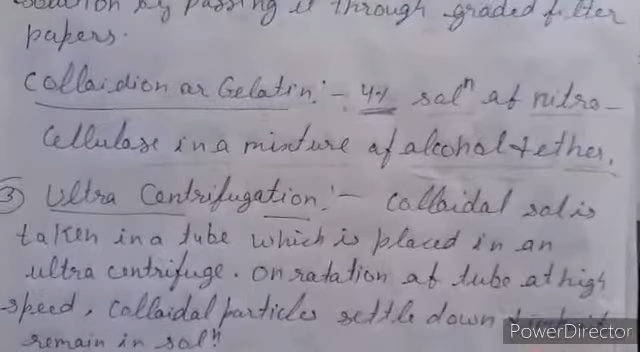 solution by passing it through graded filter
papers.
Collaidion or Gelatin:- 4% solⁿ of nitro-
cellulose in a mixture of alcohol & ether.
③ Ultra Centrifugation:- Colloidal sol is
taken in a tube which is placed in an
ultra centrifuge. On rotation of tube at high
speed, colloidal particles settle down &
remain in solⁿ
PowerDirector